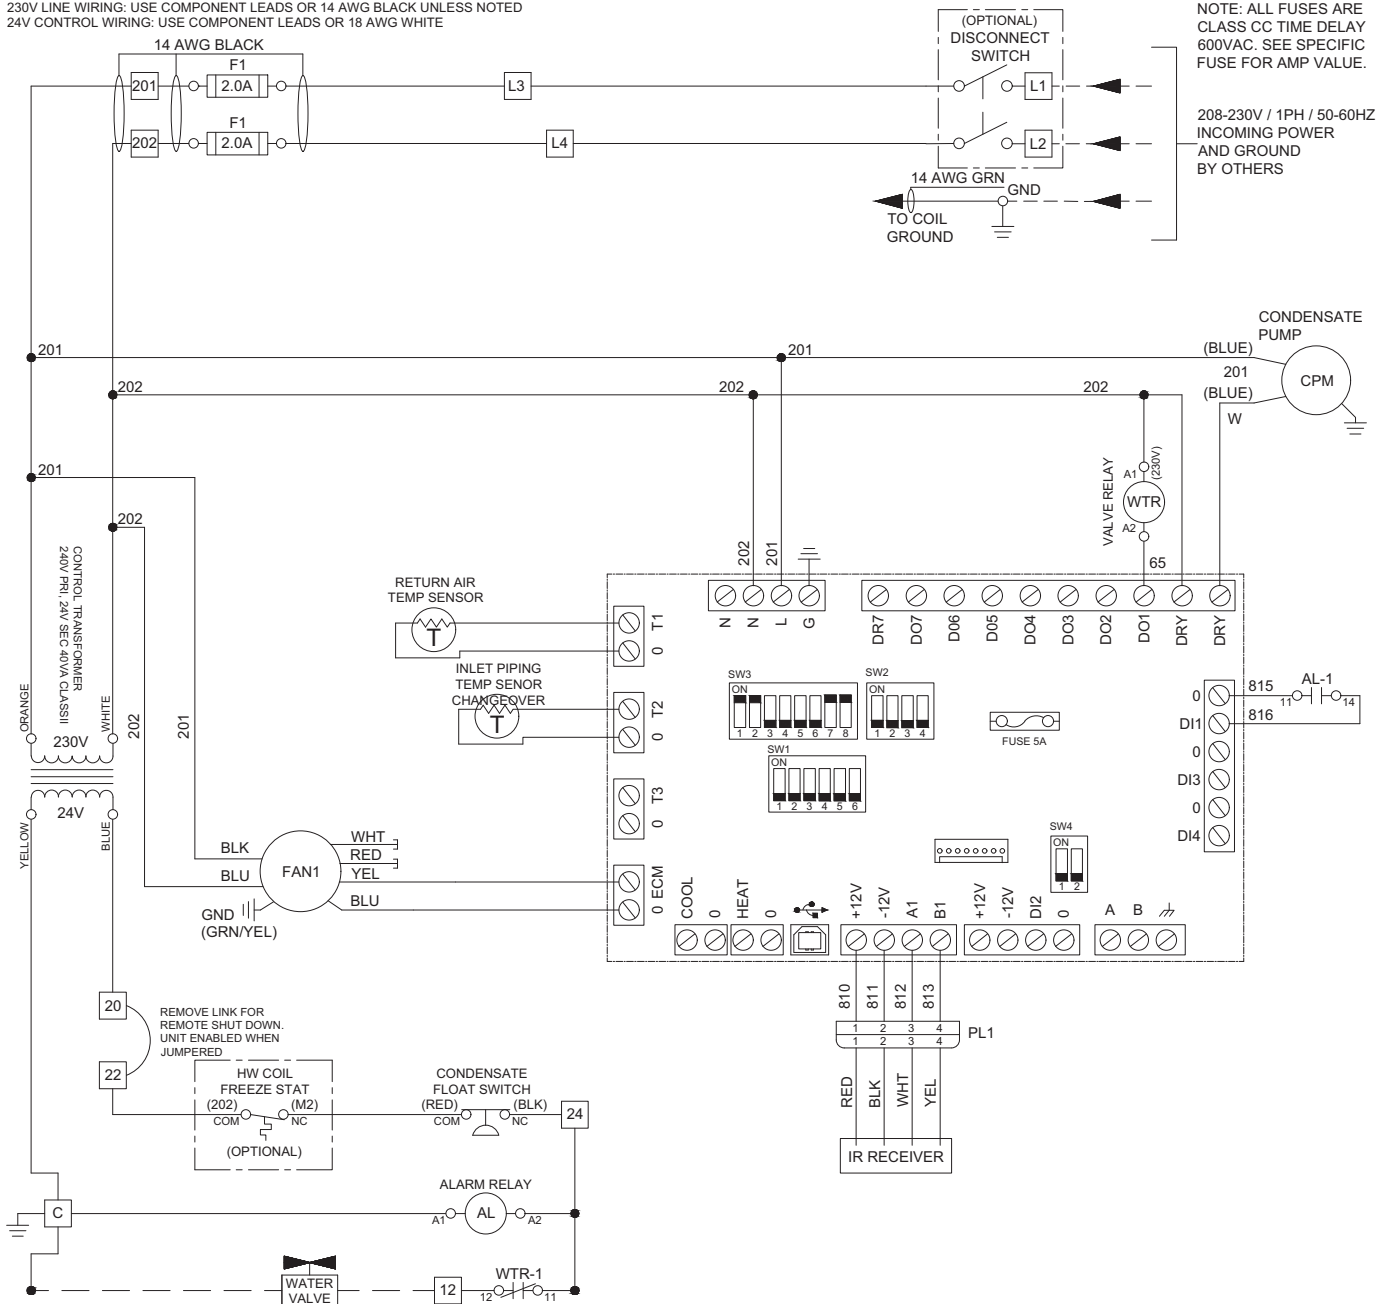 230V LINE WIRING: USE COMPONENT LEADS OR 14 AWG BLACK UNLESS NOTED
24V CONTROL WIRING: USE COMPONENT LEADS OR 18 AWG WHITE
NOTE: ALL FUSES ARE
CLASS CC TIME DELAY
600VAC. SEE SPECIFIC
FUSE FOR AMP VALUE.
14 AWG BLACK
(OPTIONAL)
DISCONNECT
SWITCH
F1
201
2.0A
L3
L1
F1
202
2.0A
L4
L2
208-230V / 1PH / 50-60HZ
INCOMING POWER
AND GROUND
BY OTHERS
14 AWG GRN
GND
TO COIL
GROUND
CONDENSATE
PUMP
201
201
(BLUE)
201
CPM
202
202
202
(BLUE)
W
201
202
VALVE RELAY
A1
(230V)
WTR
A2
65
202
201
CONTROL TRANSFORMER
240V PRI, 24V SEC 40VA CLASSII
RETURN AIR
TEMP SENSOR
T
T1
0
N
N
L
G
DR7
DO7
D06
D05
DO4
DO3
DO2
DO1
DRY
DRY
INLET PIPING
TEMP SENOR
CHANGEOVER
T
T2
0
SW3
ON
1 2 3 4 5 6 7 8
SW2
ON
1 2 3 4
FUSE 5A
SW1
ON
1 2 3 4 5 6
0
DI1
0
DI3
0
DI4
815
816
AL-1
11
14
ORANGE
WHITE
202
201
230V
24V
YELLOW
BLUE
T3
0
SW4
ON
1 2
BLK
BLU
FAN1
WHT
RED
YEL
BLU
GND
(GRN/YEL)
ECM
0
COOL
0
HEAT
0
+12V
-12V
A1
B1
+12V
-12V
DI2
0
A
B
810
811
812
813
1 2 3 4
1 2 3 4
PL1
RED
BLK
WHT
YEL
IR RECEIVER
20
REMOVE LINK FOR
REMOTE SHUT DOWN.
UNIT ENABLED WHEN
JUMPERED
22
HW COIL
FREEZE STAT
(202)
COM
(M2)
NC
(OPTIONAL)
CONDENSATE
FLOAT SWITCH
(RED)
COM
(BLK)
NC
24
ALARM RELAY
C
A1
AL
A2
WATER
VALVE
12
WTR-1
12
11